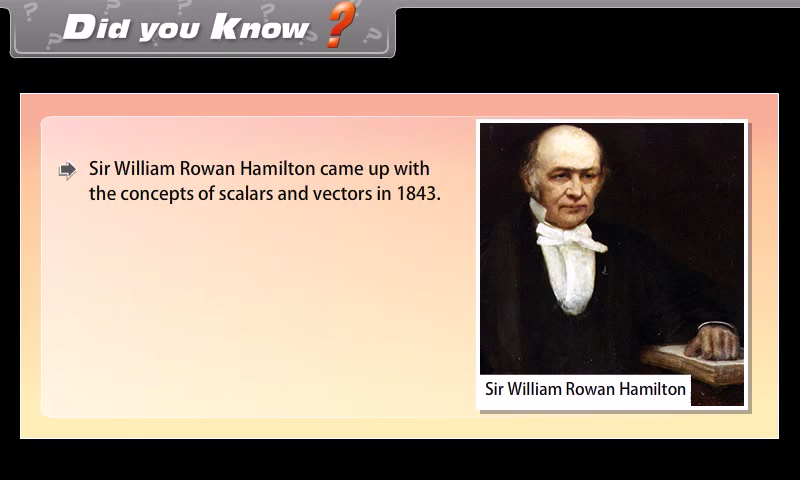 Did you Know ?
Sir William Rowan Hamilton came up with
the concepts of scalars and vectors in 1843.
Sir William Rowan Hamilton